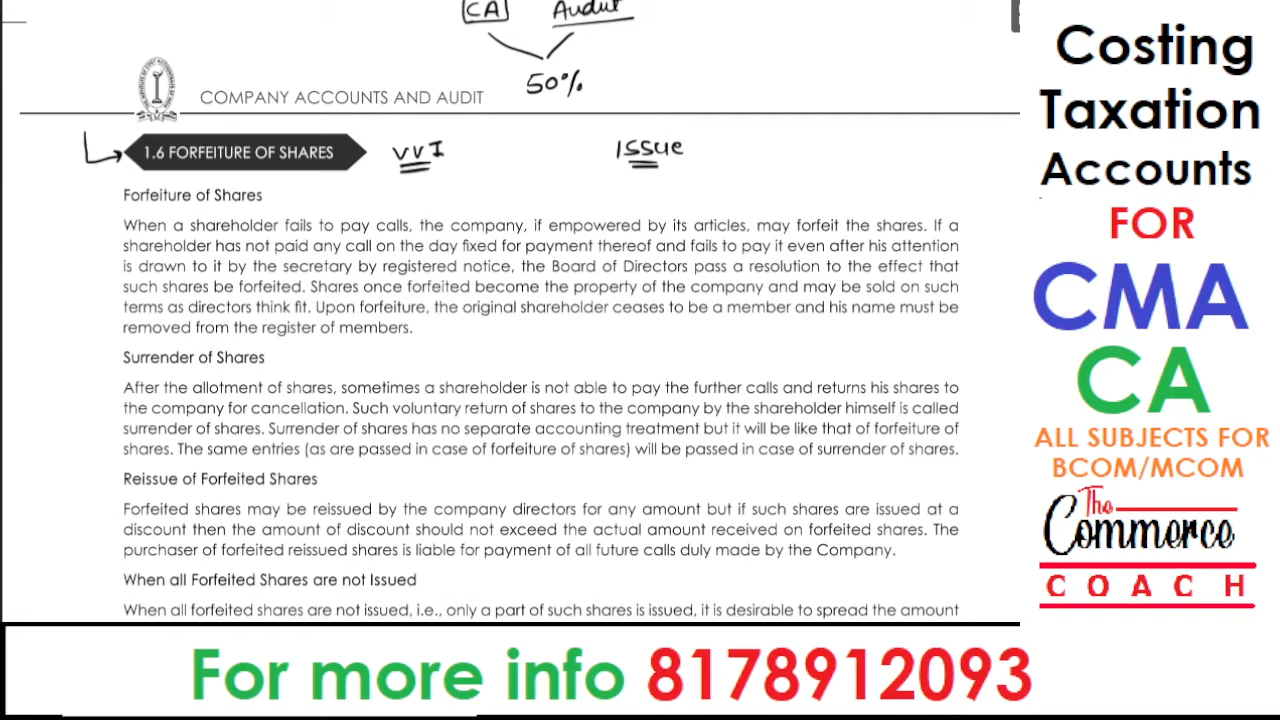 CA Audit
50%
COMPANY ACCOUNTS AND AUDIT
1.6 FORFEITURE OF SHARES VVI ISSUE
Forfeiture of Shares
When a shareholder fails to pay calls, the company, if empowered by its articles, may forfeit the shares. If a
shareholder has not paid any call on the day fixed for payment thereof and fails to pay it even after his attention
is drawn to it by the secretary by registered notice, the Board of Directors pass a resolution to the effect that
such shares be forfeited. Shares once forfeited become the property of the company and may be sold on such
terms as directors think fit. Upon forfeiture, the original shareholder ceases to be a member and his name must be
removed from the register of members.
Surrender of Shares
After the allotment of shares, sometimes a shareholder is not able to pay the further calls and returns his shares to
the company for cancellation. Such voluntary return of shares to the company by the shareholder himself is called
surrender of shares. Surrender of shares has no separate accounting treatment but it will be like that of forfeiture of
shares. The same entries (as are passed in case of forfeiture of shares) will be passed in case of surrender of shares.
Reissue of Forfeited Shares
Forfeited shares may be reissued by the company directors for any amount but if such shares are issued at a
discount then the amount of discount should not exceed the actual amount received on forfeited shares. The
purchaser of forfeited reissued shares is liable for payment of all future calls duly made by the Company.
When all Forfeited Shares are not Issued
When all forfeited shares are not issued, i.e., only a part of such shares is issued, it is desirable to spread the amount
Costing
Taxation
Accounts
FOR
CMA
CA
ALL SUBJECTS FOR
BCOM/MCOM
The
Commerce
COACH
For more info 8178912093